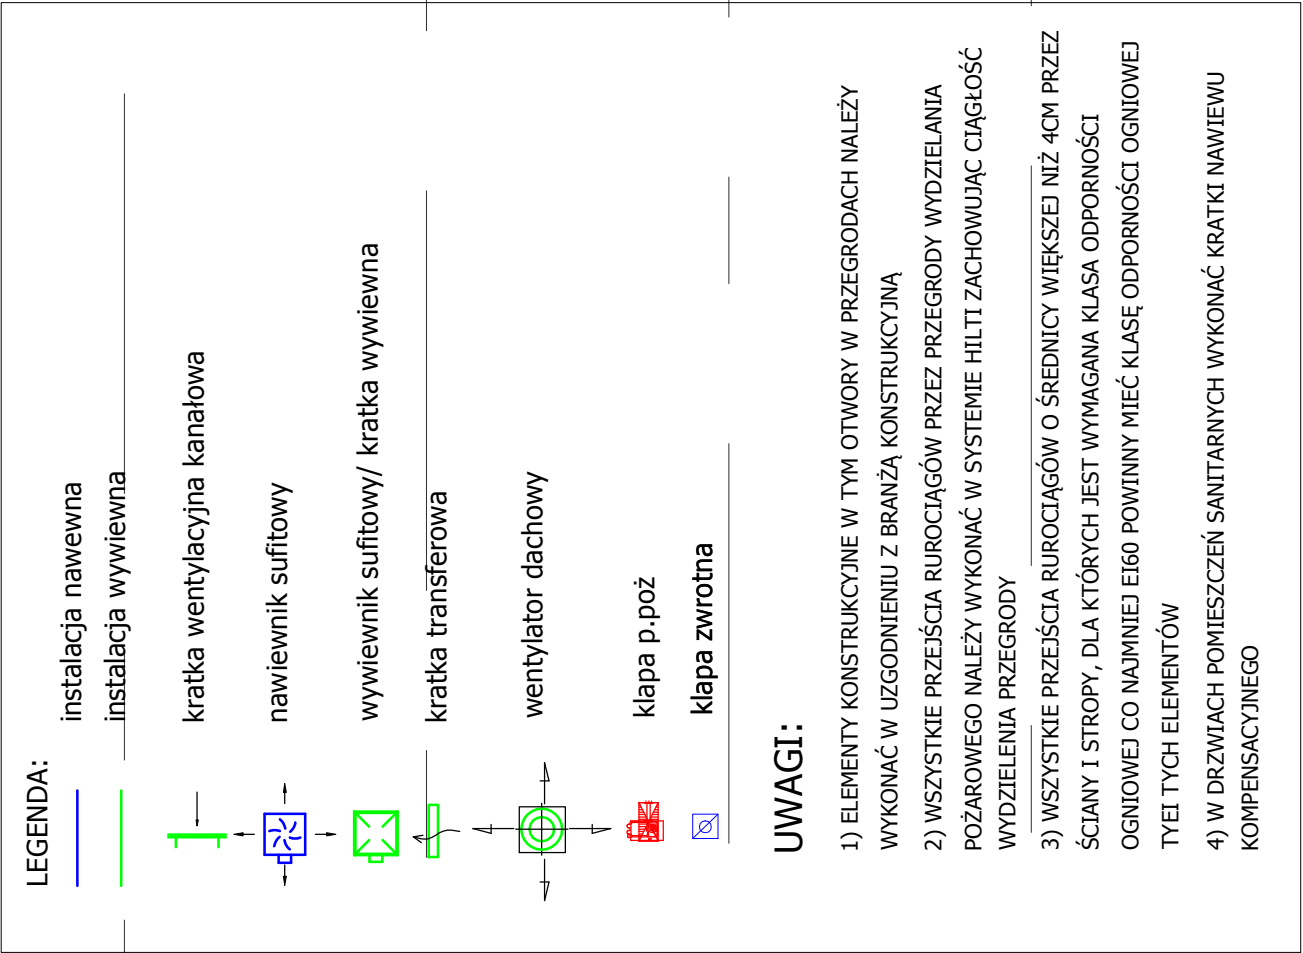 LEGENDA:
instalacja nawewna
instalacja wywiewna
kratka wentylacyjna kanałowa
nawiewnik sufitowy
wywiewnik sufitowy/ kratka wywiewna
kratka transferowa
wentylator dachowy
klapa p.poż
klapa zwrotna
UWAGI:
1) ELEMENTY KONSTRUKCYJNE W TYM OTWORY W PRZEGRODACH NALEŻY
WYKONAĆ W UZGODNIENIU Z BRANŻĄ KONSTRUKCYJNĄ
2) WSZYSTKIE PRZEJŚCIA RUROCIĄGÓW PRZEZ PRZEGRODY WYDZIELANIA
POŻAROWEGO NALEŻY WYKONAĆ W SYSTEMIE HILTI ZACHOWUJĄC CIĄGŁOŚĆ
WYDZIELENIA PRZEGRODY
3) WSZYSTKIE PRZEJŚCIA RUROCIĄGÓW O ŚREDNICY WIĘKSZEJ NIŻ 4CM PRZEZ
ŚCIANY I STROPY, DLA KTÓRYCH JEST WYMAGANA KLASA ODPORNOŚCI
OGNIOWEJ CO NAJMNIEJ EI60 POWINNY MIEĆ KLASĘ ODPORNOŚCI OGNIOWEJ
TYEI TYCH ELEMENTÓW
4) W DRZWIACH POMIESZCZEŃ SANITARNYCH WYKONAĆ KRATKI NAWIEWU
KOMPENSACYJNEGO